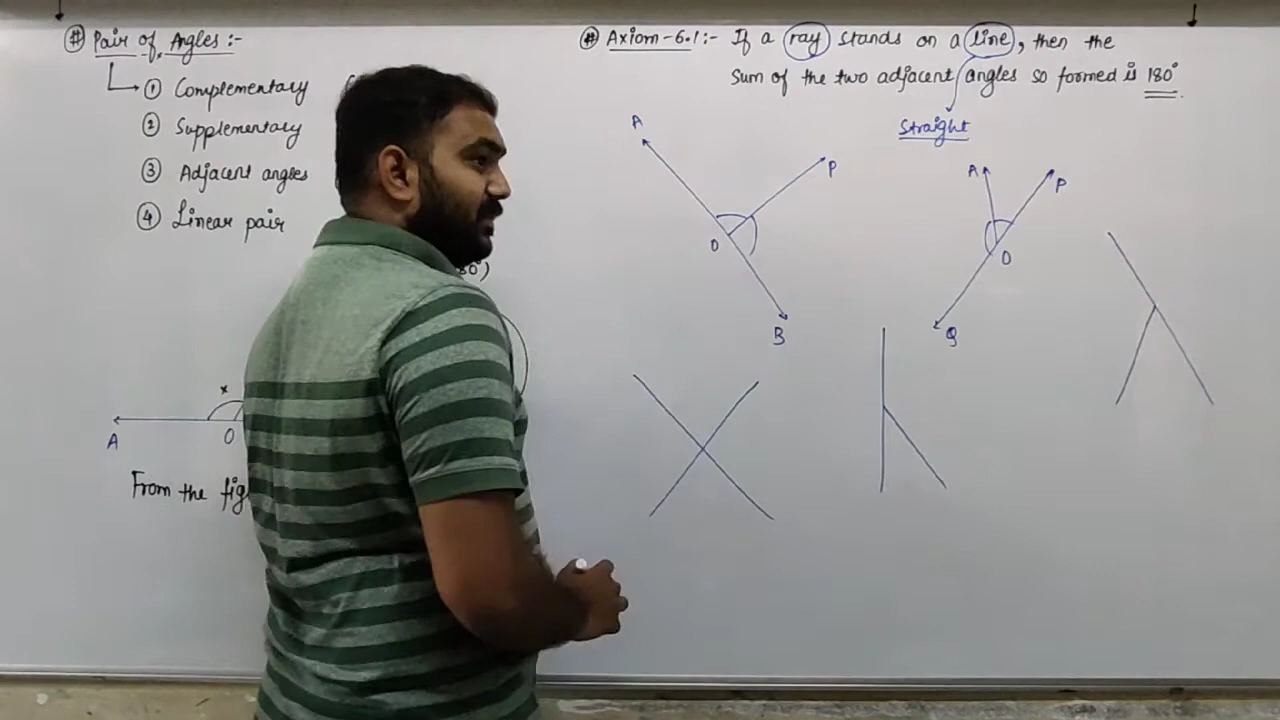 # Pair of Angles :-
① Complementary
② Supplementary
③ Adjacent angles
④ Linear pair
80°)
x
A
O
From the fig
# Axiom-6.1 :- If a ray stands on a line, then the
sum of the two adjacent angles so formed is 180°.
Straight
A
P
O
B
A
P
O
Q